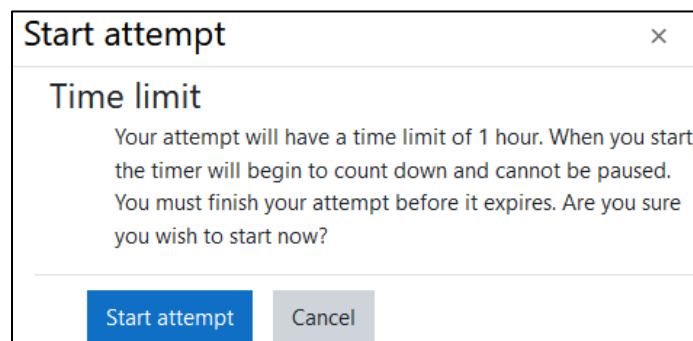 Start attempt ×
Time limit
Your attempt will have a time limit of 1 hour. When you start,
the timer will begin to count down and cannot be paused.
You must finish your attempt before it expires. Are you sure
you wish to start now?
Start attempt Cancel